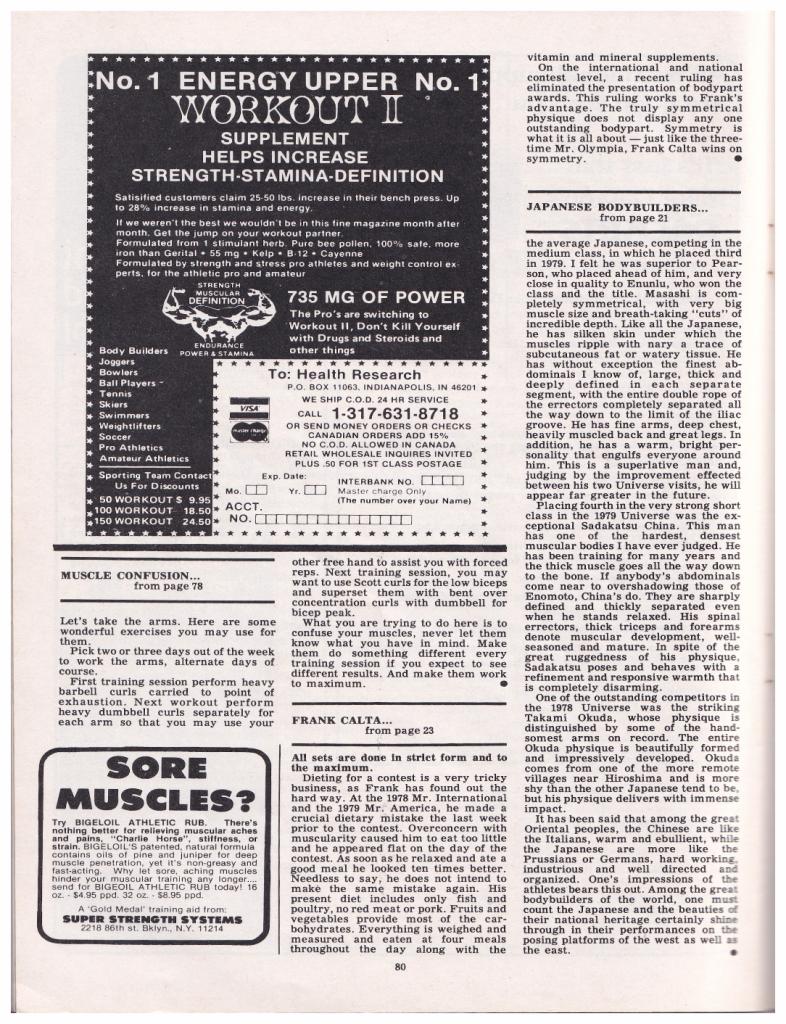 No. 1 ENERGY UPPER No. 1
WORKOUT II
SUPPLEMENT
HELPS INCREASE
STRENGTH-STAMINA-DEFINITION
Satisified customers claim 25-50 lbs. increase in their bench press. Up
to 28% increase in stamina and energy.
If we weren't the best we wouldn't be in this fine magazine month after
month. Get the jump on your workout partner.
Formulated from 1 stimulant herb. Pure bee pollen, 100% safe, more
iron than Gerital • 55 mg • Kelp • B-12 • Cayenne
Formulated by strength and stress pro athletes and weight control ex-
perts, for the athletic pro and amateur
STRENGTH
MUSCULAR
DEFINITION
ENDURANCE
POWER & STAMINA
735 MG OF POWER
The Pro's are switching to
Workout II, Don't Kill Yourself
with Drugs and Steroids and
other things
Body Builders
Joggers
Bowlers
Ball Players
Tennis
Skiers
Swimmers
Weightlifters
Soccer
Pro Athletics
Amateur Athletics
Sporting Team Contact
Us For Discounts
50 WORKOUT $ 9.95
100 WORKOUT 18.50
150 WORKOUT 24.50
To: Health Research
P.O. BOX 11063, INDIANAPOLIS, IN 46201
WE SHIP C.O.D. 24 HR SERVICE
VISA
CALL 1-317-631-8718
master charge
OR SEND MONEY ORDERS OR CHECKS
CANADIAN ORDERS ADD 15%
NO C.O.D. ALLOWED IN CANADA
RETAIL WHOLESALE INQUIRES INVITED
PLUS .50 FOR 1ST CLASS POSTAGE
Exp. Date:
Mo. Yr.
INTERBANK NO.
Master charge Only
(The number over your Name)
ACCT.
NO.
MUSCLE CONFUSION...
from page 78
Let's take the arms. Here are some
wonderful exercises you may use for
them.
Pick two or three days out of the week
to work the arms, alternate days of
course.
First training session perform heavy
barbell curls carried to point of
exhaustion. Next workout perform
heavy dumbbell curls separately for
each arm so that you may use your
SORE
MUSCLES?
Try BIGELOIL ATHLETIC RUB. There's
nothing better for relieving muscular aches
and pains, "Charlie Horse", stiffness, or
strain. BIGELOIL'S patented, natural formula
contains oils of pine and juniper for deep
muscle penetration, yet it's non-greasy and
fast-acting. Why let sore, aching muscles
hinder your muscular training any longer....
send for BIGEOIL ATHLETIC RUB today! 16
oz. - $4.95 ppd. 32 oz. - $8.95 ppd.
A 'Gold Medal' training aid from:
SUPER STRENGTH SYSTEMS
2218 86th st. Bklyn., N.Y. 11214
other free hand to assist you with forced
reps. Next training session, you may
want to use Scott curls for the low biceps
and superset them with bent over
concentration curls with dumbbell for
bicep peak.
What you are trying to do here is to
confuse your muscles, never let them
know what you have in mind. Make
them do something different every
training session if you expect to see
different results. And make them work
to maximum.
FRANK CALTA...
from page 23
All sets are done in strict form and to
the maximum.
Dieting for a contest is a very tricky
business, as Frank has found out the
hard way. At the 1978 Mr. International
and the 1979 Mr. America, he made a
crucial dietary mistake the last week
prior to the contest. Overconcern with
muscularity caused him to eat too little
and he appeared flat on the day of the
contest. As soon as he relaxed and ate a
good meal he looked ten times better.
Needless to say, he does not intend to
make the same mistake again. His
present diet includes only fish and
poultry, no red meat or pork. Fruits and
vegetables provide most of the car-
bohydrates. Everything is weighed and
measured and eaten at four meals
throughout the day along with the
vitamin and mineral supplements.
On the international and national
contest level, a recent ruling has
eliminated the presentation of bodypart
awards. This ruling works to Frank's
advantage. The truly symmetrical
physique does not display any one
outstanding bodypart. Symmetry is
what it is all about — just like the three-
time Mr. Olympia, Frank Calta wins on
symmetry.
JAPANESE BODYBUILDERS...
from page 21
the average Japanese, competing in the
medium class, in which he placed third
in 1979. I felt he was superior to Pear-
son, who placed ahead of him, and very
close in quality to Enunlu, who won the
class and the title. Masashi is com-
pletely symmetrical, with very big
muscle size and breath-taking "cuts" of
incredible depth. Like all the Japanese,
he has silken skin under which the
muscles ripple with nary a trace of
subcutaneous fat or watery tissue. He
has without exception the finest ab-
dominals I know of, large, thick and
deeply defined in each separate
segment, with the entire double rope of
the errectors completely separated all
the way down to the limit of the iliac
groove. He has fine arms, deep chest,
heavily muscled back and great legs. In
addition, he has a warm, bright per-
sonality that engulfs everyone around
him. This is a superlative man and,
judging by the improvement effected
between his two Universe visits, he will
appear far greater in the future.
Placing fourth in the very strong short
class in the 1979 Universe was the ex-
ceptional Sadakatsu China. This man
has one of the hardest, densest
muscular bodies I have ever judged. He
has been training for many years and
the thick muscle goes all the way down
to the bone. If anybody's abdominals
come near to overshadowing those of
Enomoto, China's do. They are sharply
defined and thickly separated even
when he stands relaxed. His spinal
errectors, thick triceps and forearms
denote muscular development, well-
seasoned and mature. In spite of the
great ruggedness of his physique,
Sadakatsu poses and behaves with a
refinement and responsive warmth that
is completely disarming.
One of the outstanding competitors in
the 1978 Universe was the striking
Takami Okuda, whose physique is
distinguished by some of the hand-
somest arms on record. The entire
Okuda physique is beautifully formed
and impressively developed. Okuda
comes from one of the more remote
villages near Hiroshima and is more
shy than the other Japanese tend to be,
but his physique delivers with immense
impact.
It has been said that among the great
Oriental peoples, the Chinese are like
the Italians, warm and ebullient, while
the Japanese are more like the
Prussians or Germans, hard working,
industrious and well directed and
organized. One's impressions of the
athletes bears this out. Among the great
bodybuilders of the world, one must
count the Japanese and the beauties of
their national heritage certainly shine
through in their performances on the
posing platforms of the west as well as
the east.
80